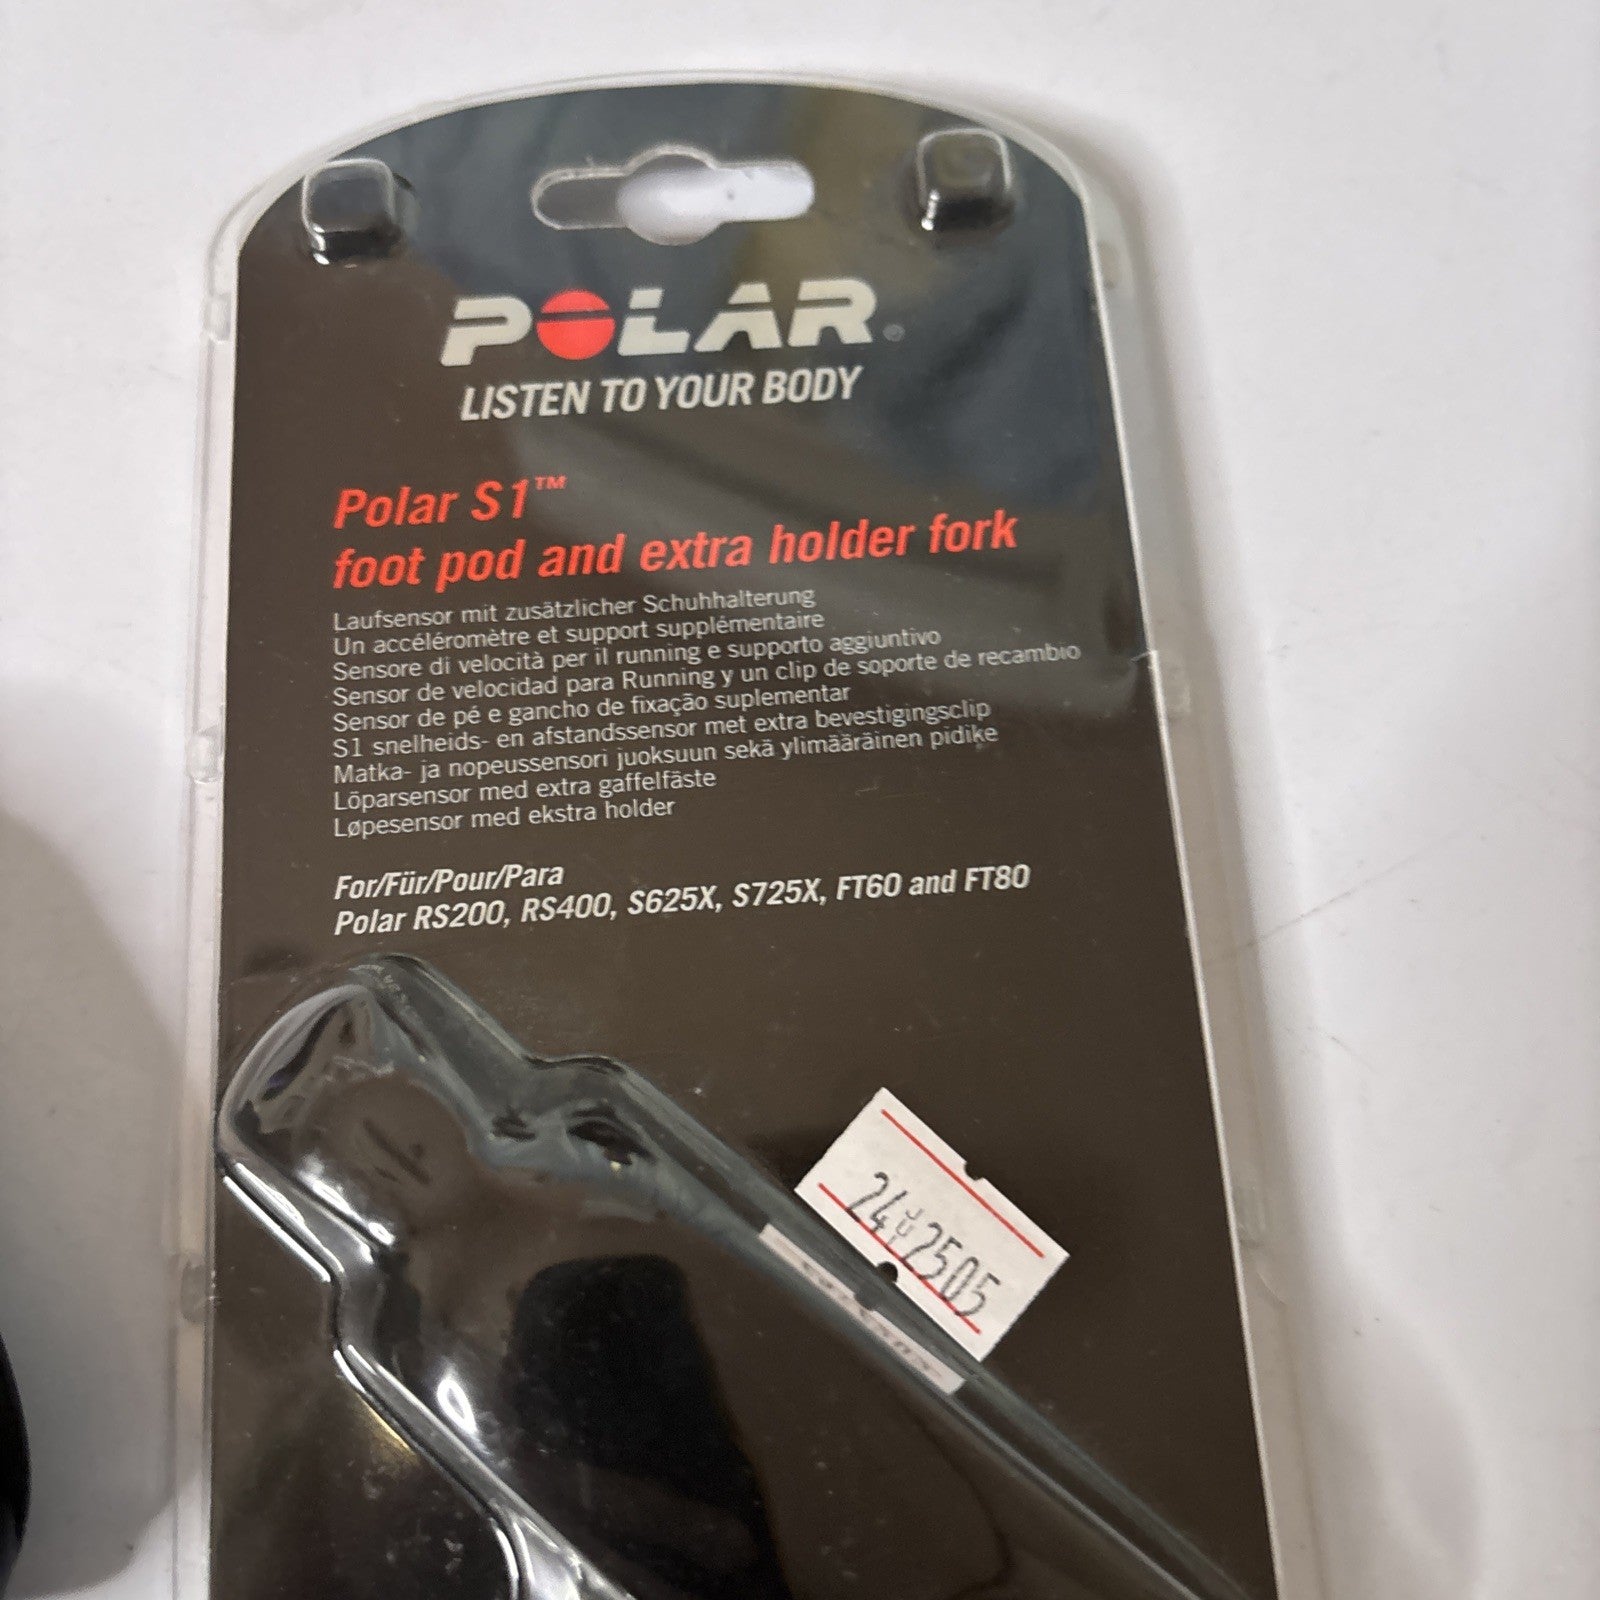 POLAR
LISTEN TO YOUR BODY
Polar S1™
foot pod and extra holder fork
Laufsensor mit zusätzlicher Schuhhalterung
Un accéléromètre et support supplémentaire
Sensore di velocità per il running e supporto aggiuntivo
Sensor de velocidad para Running y un clip de soporte de recambio
Sensor de pé e gancho de fixação suplementar
S1 snelheids- en afstandssensor met extra bevestigingsclip
Matka- ja nopeussensori juoksuun sekä ylimääräinen pidike
Löparsensor med extra gaffelfäste
Løpesensor med ekstra holder
For/Für/Pour/Para
Polar RS200, RS400, S625X, S725X, FT60 and FT80
24 2505